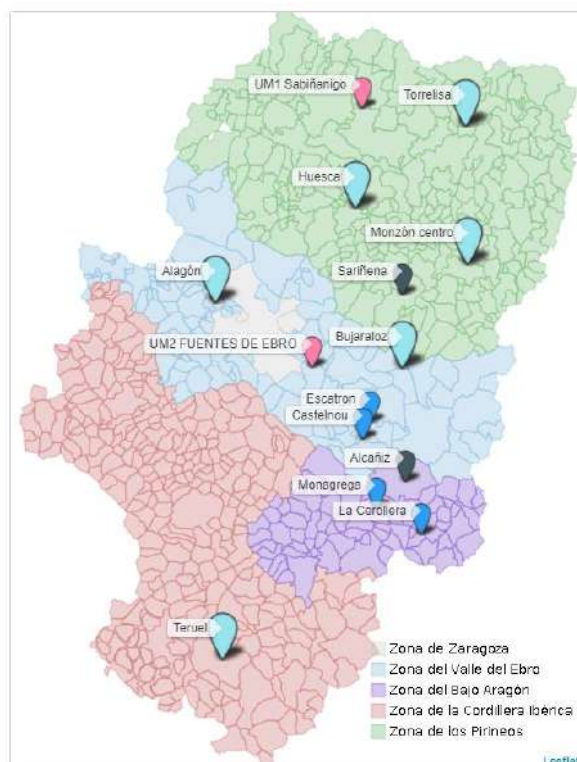 UM1 Sabiñanigo
Torrelisa
Huesca
Monzón centro
Alagón
Sariñena
UM2 FUENTES DE EBRO
Bujaraloz
Escatron
Castelnou
Alcañiz
Monagrega
La Cerollera
Teruel
Zona de Zaragoza
Zona del Valle del Ebro
Zona del Bajo Aragón
Zona de la Cordillera Ibérica
Zona de los Pirineos
Leaflet